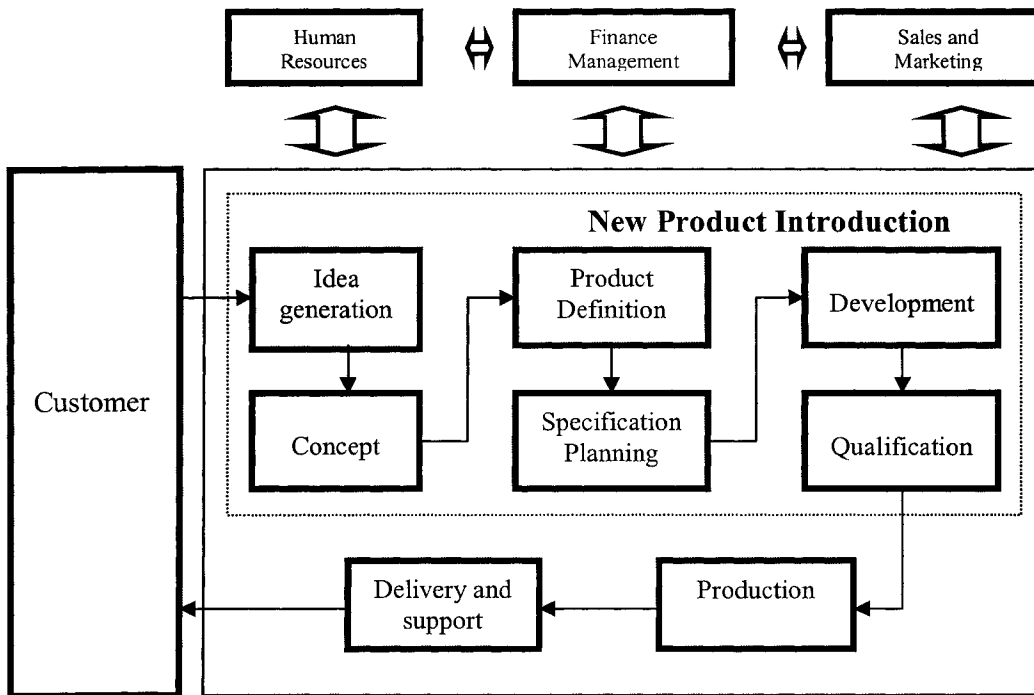 Human
Resources
Finance
Management
Sales and
Marketing
New Product Introduction
Idea
generation
Product
Definition
Development
Customer
Concept
Specification
Planning
Qualification
Delivery and
support
Production